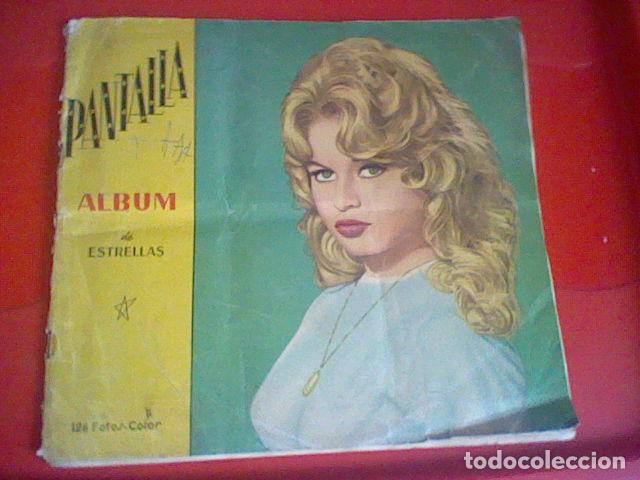 PANTALLA
ALBUM
de
ESTRELLAS
128 Fotos-Color
todocoleccion